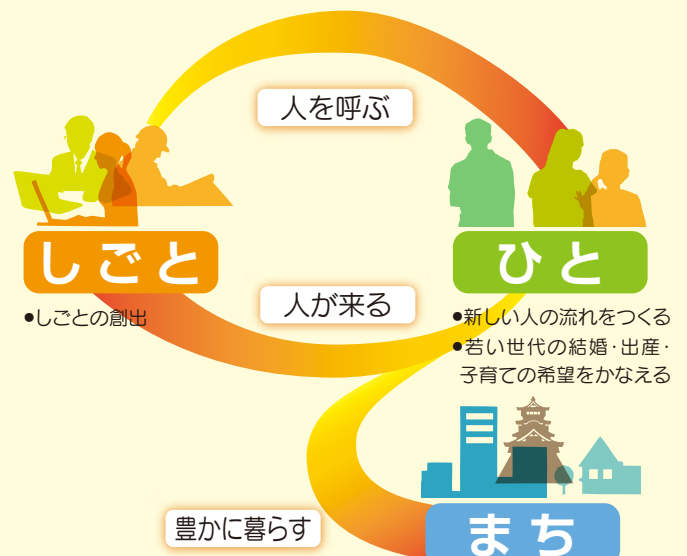 人を呼ぶ
しごと
ひと
●しごとの創出
人が来る
●新しい人の流れをつくる
●若い世代の結婚・出産・
子育ての希望をかなえる
豊かに暮らす
まち